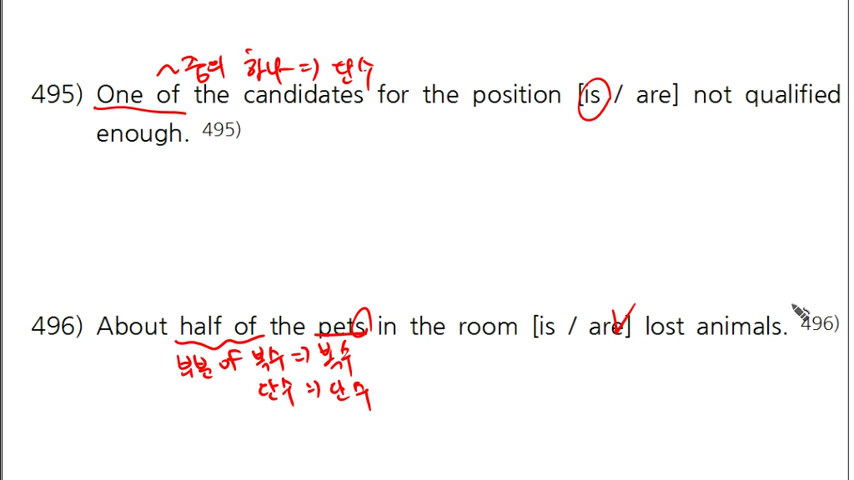 ~ 중의 하나 => 단수
495) One of the candidates for the position [is / are] not qualified
enough. 495)
496) About half of the pets in the room [is / are] lost animals. 496)
부분 of 복수 => 복수
단수 => 단수